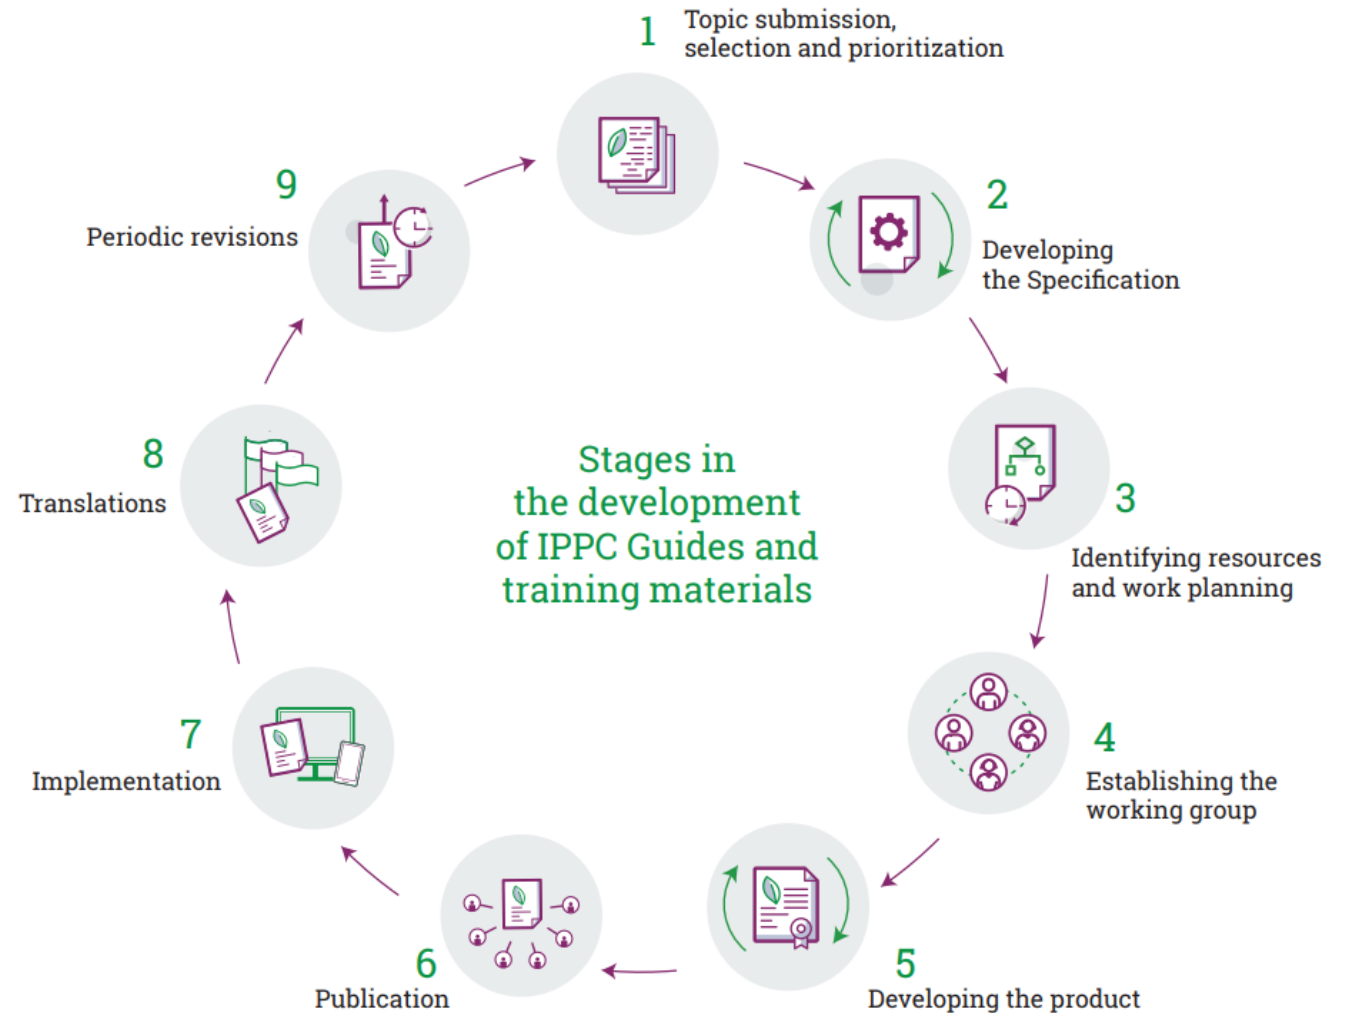 1
Topic submission,
selection and prioritization
2
Developing
the Specification
3
Identifying resources
and work planning
4
Establishing the
working group
5
Developing the product
6
Publication
7
Implementation
8
Translations
9
Periodic revisions
Stages in
the development
of IPPC Guides and
training materials